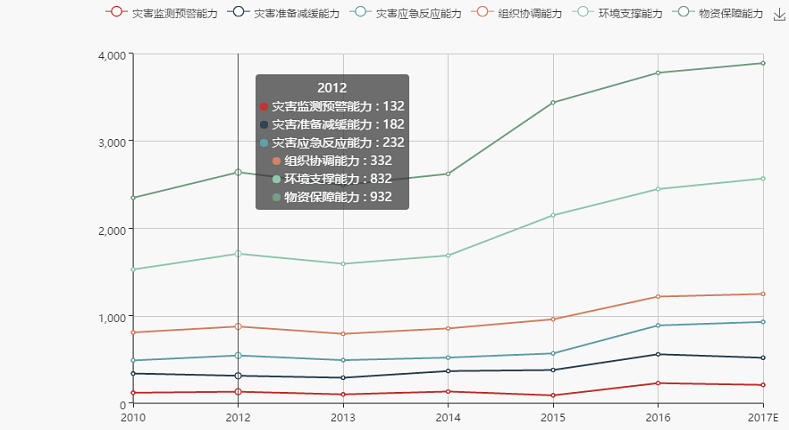 灾害监测预警能力 灾害准备减缓能力 灾害应急反应能力 组织协调能力 环境支撑能力 物资保障能力
4,000
3,000
2,000
1,000
0
2012
灾害监测预警能力 : 132
灾害准备减缓能力 : 182
灾害应急反应能力 : 232
组织协调能力 : 332
环境支撑能力 : 832
物资保障能力 : 932
2010 2012 2013 2014 2015 2016 2017E